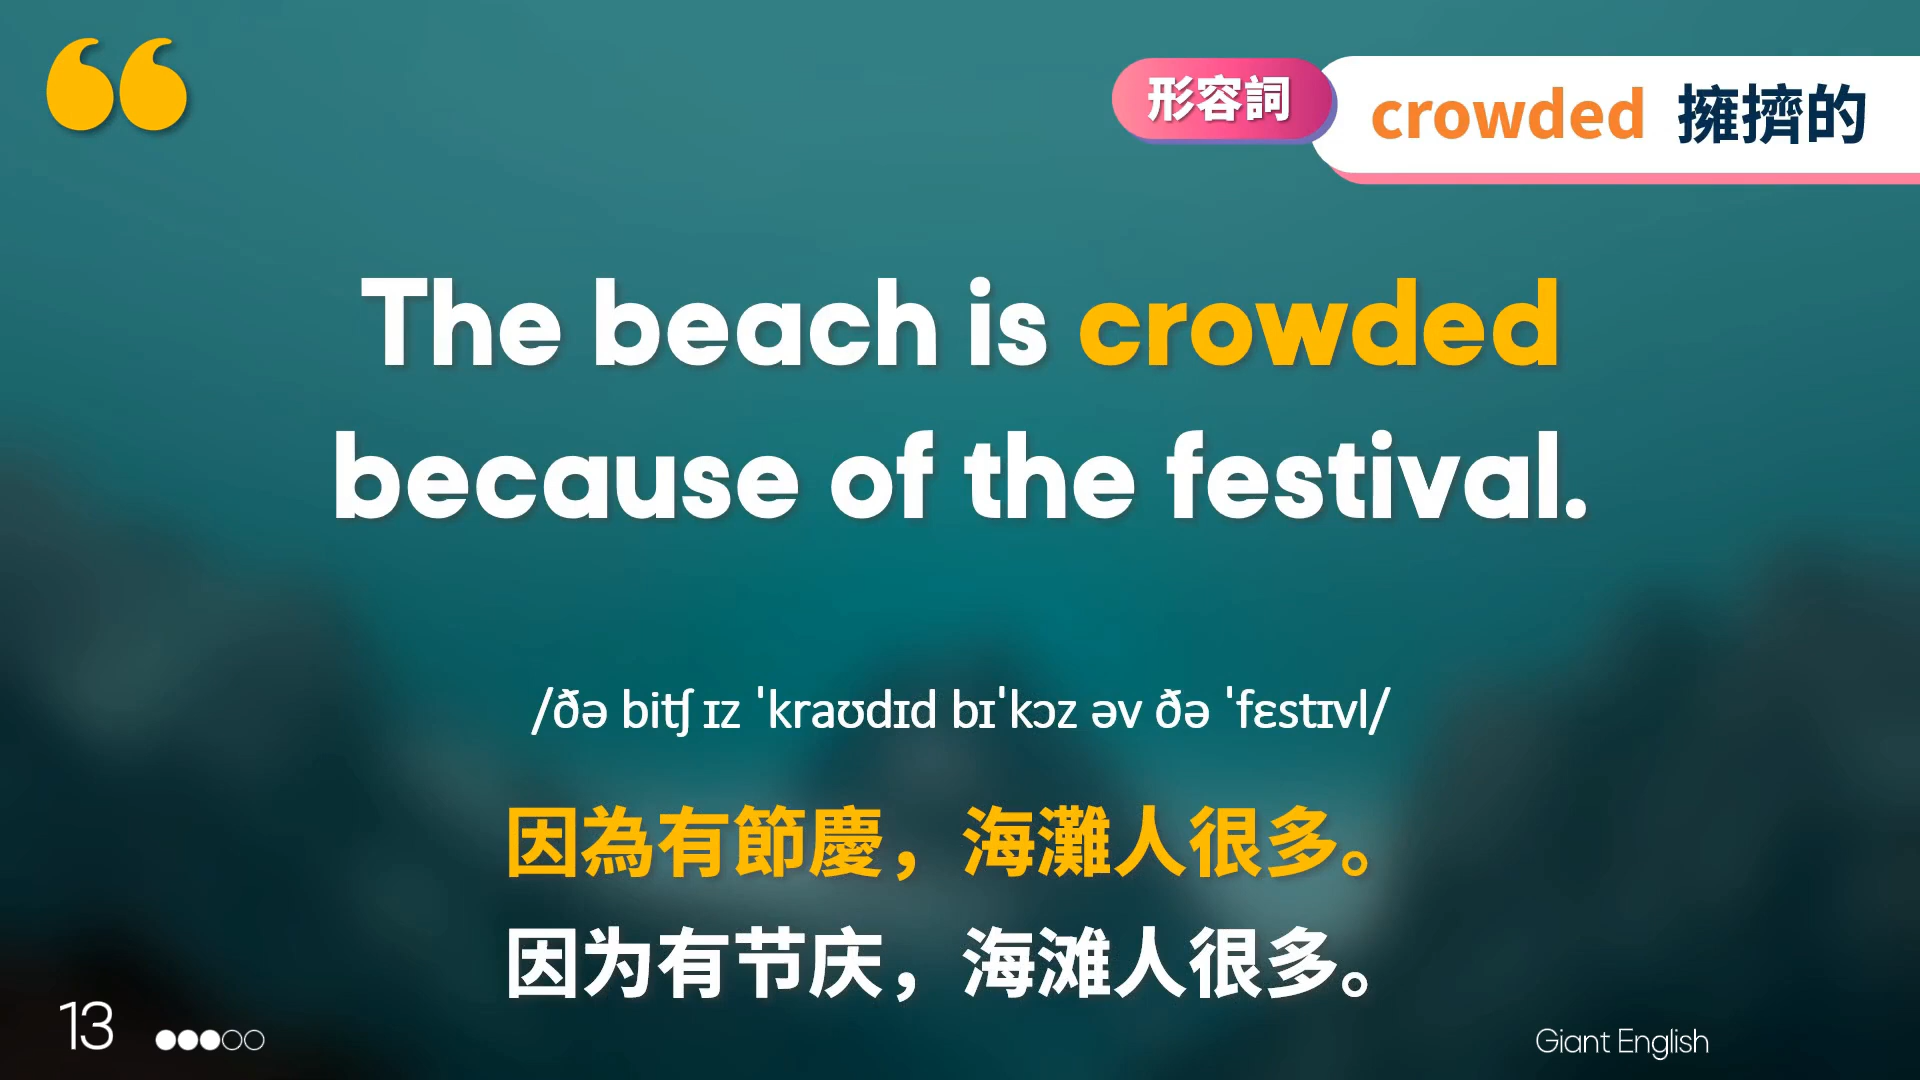 形容詞
crowded 擁擠的
The beach is crowded
because of the festival.
/ðə bitʃ ɪz ˈkraʊdɪd bɪˈkɔz əv ðə ˈfɛstɪvl/
因為有節慶，海灘人很多。
因为有节庆，海滩人很多。
13
Giant English